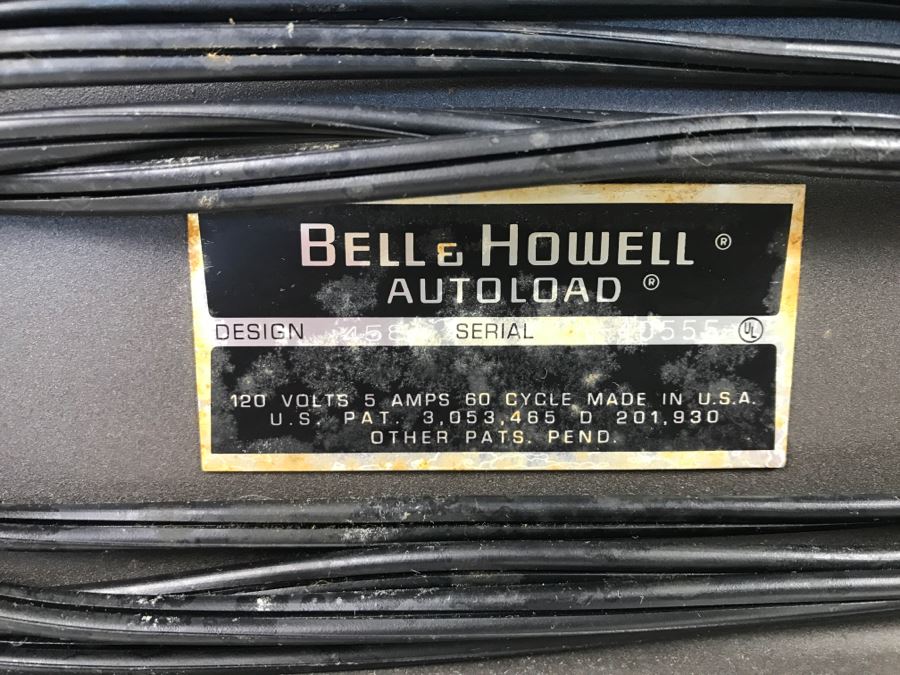 BELL & HOWELL ®
AUTOLOAD ®
DESIGN SERIAL UL
120 VOLTS 5 AMPS 60 CYCLE MADE IN U.S.A.
U.S. PAT. 3,053,465 D 201,930
OTHER PATS. PEND.